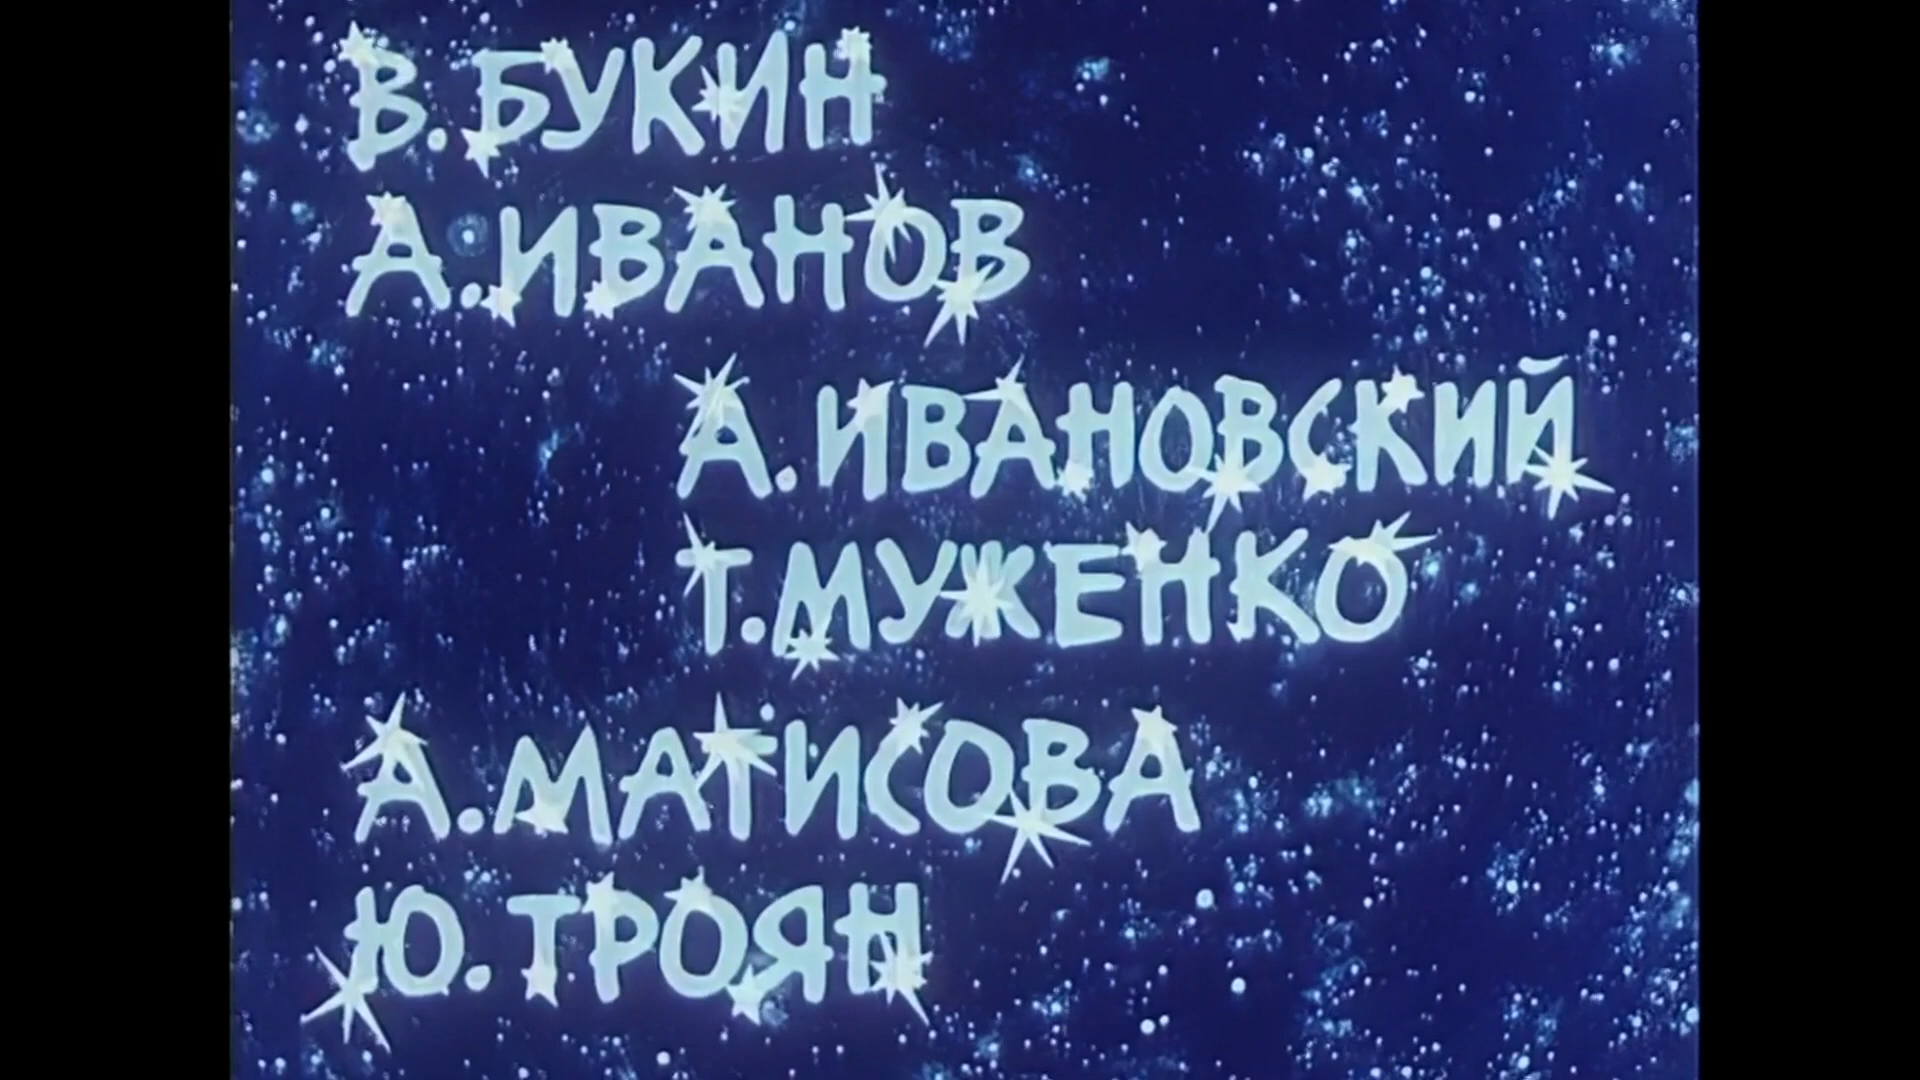 В.БУКИН
А.ИВАНОВ
А.ИВАНОВСКИЙ
Т.МУЖЕНКО
А.МАТИСОВА
Ю.ТРОЯН